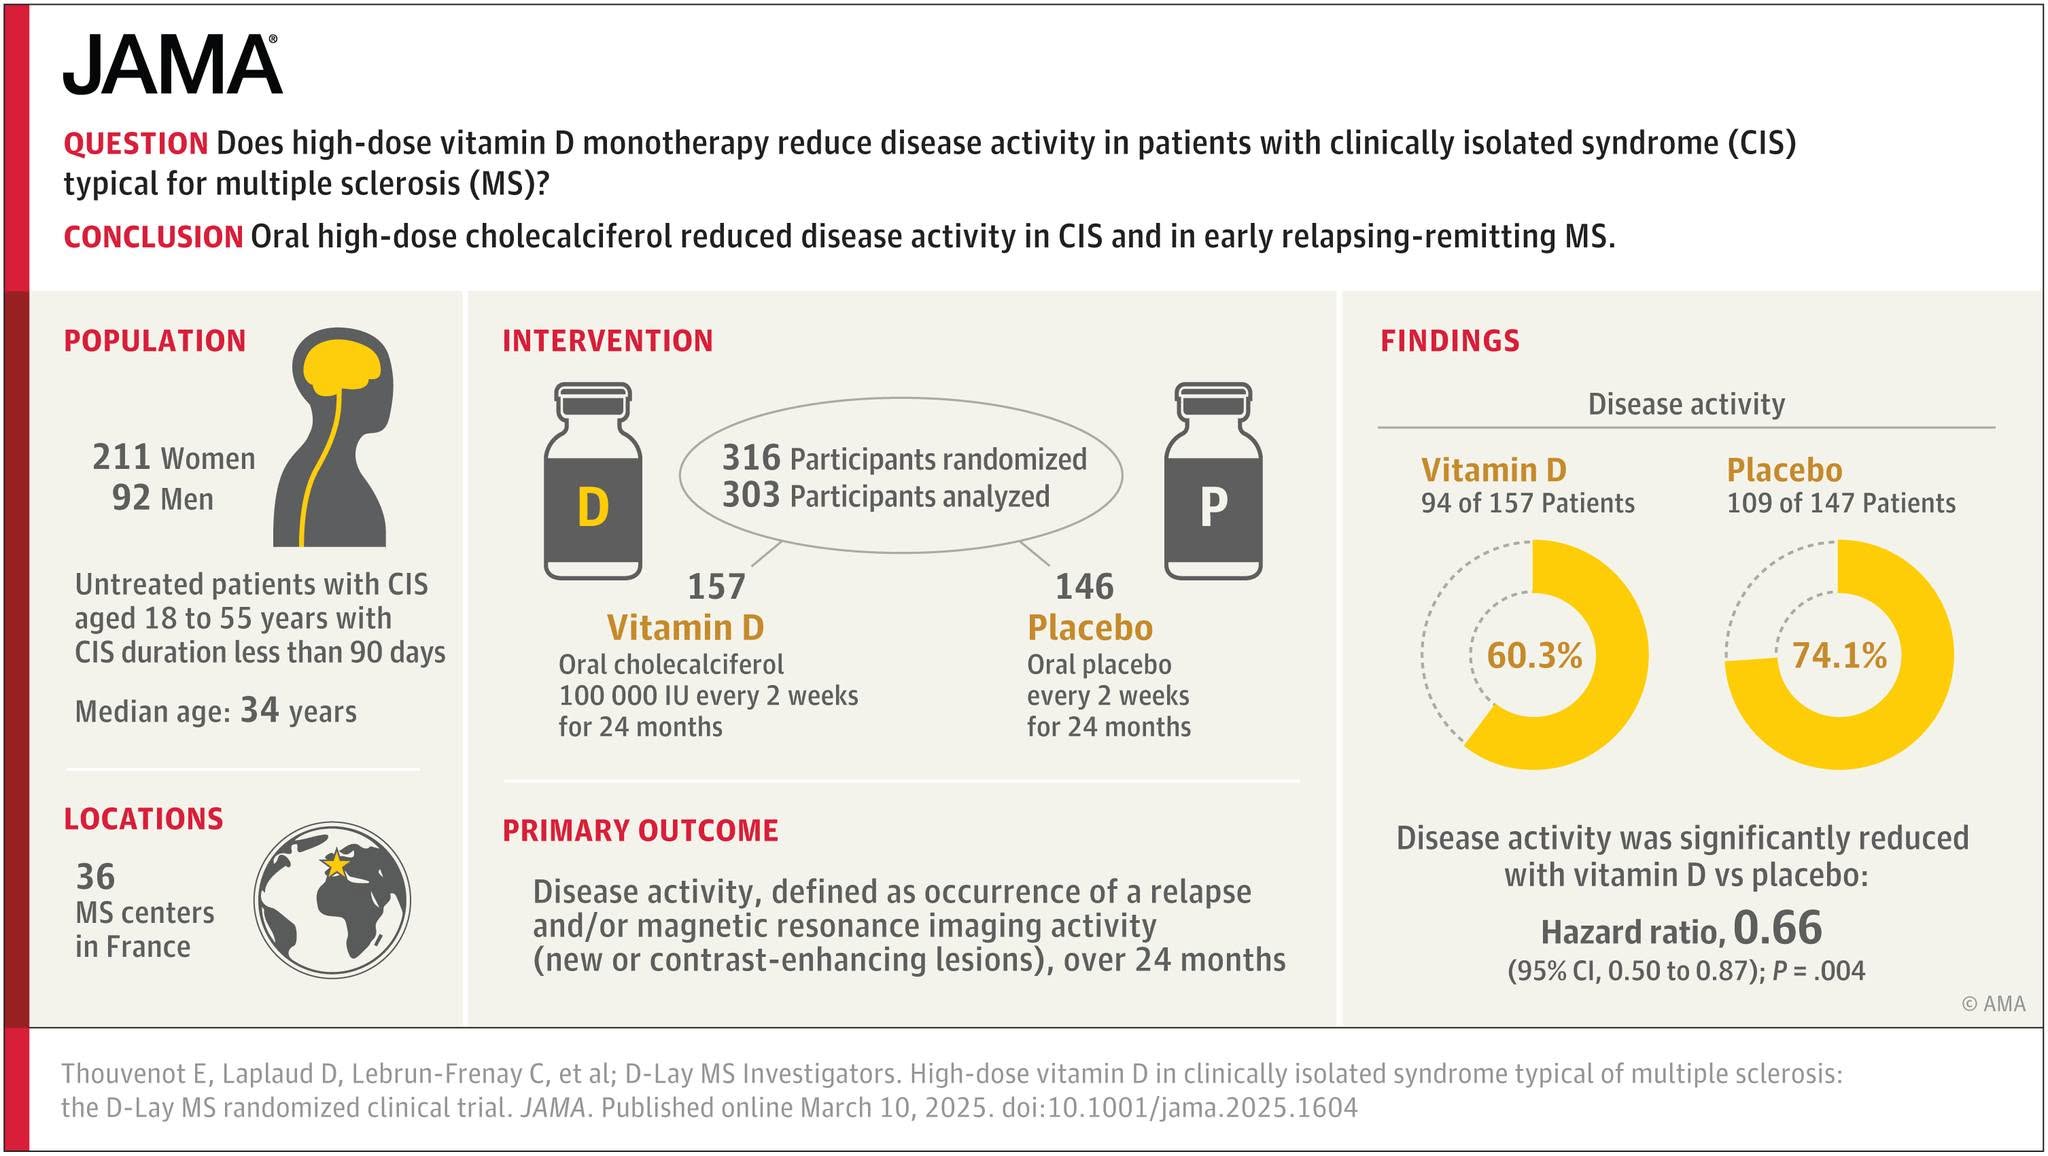 JAMA®
QUESTION Does high-dose vitamin D monotherapy reduce disease activity in patients with clinically isolated syndrome (CIS)
typical for multiple sclerosis (MS)?
CONCLUSION Oral high-dose cholecalciferol reduced disease activity in CIS and in early relapsing-remitting MS.
POPULATION
211 Women
92 Men
Untreated patients with CIS
aged 18 to 55 years with
CIS duration less than 90 days
Median age: 34 years
LOCATIONS
36
MS centers
in France
INTERVENTION
D
316 Participants randomized
303 Participants analyzed
P
157
Vitamin D
Oral cholecalciferol
100 000 IU every 2 weeks
for 24 months
146
Placebo
Oral placebo
every 2 weeks
for 24 months
PRIMARY OUTCOME
Disease activity, defined as occurrence of a relapse
and/or magnetic resonance imaging activity
(new or contrast-enhancing lesions), over 24 months
FINDINGS
Disease activity
Vitamin D
94 of 157 Patients
60.3%
Placebo
109 of 147 Patients
74.1%
Disease activity was significantly reduced
with vitamin D vs placebo:
Hazard ratio, 0.66
(95% CI, 0.50 to 0.87); P = .004
© AMA
Thouvenot E, Laplaud D, Lebrun-Frenay C, et al; D-Lay MS Investigators. High-dose vitamin D in clinically isolated syndrome typical of multiple sclerosis:
the D-Lay MS randomized clinical trial. JAMA. Published online March 10, 2025. doi:10.1001/jama.2025.1604